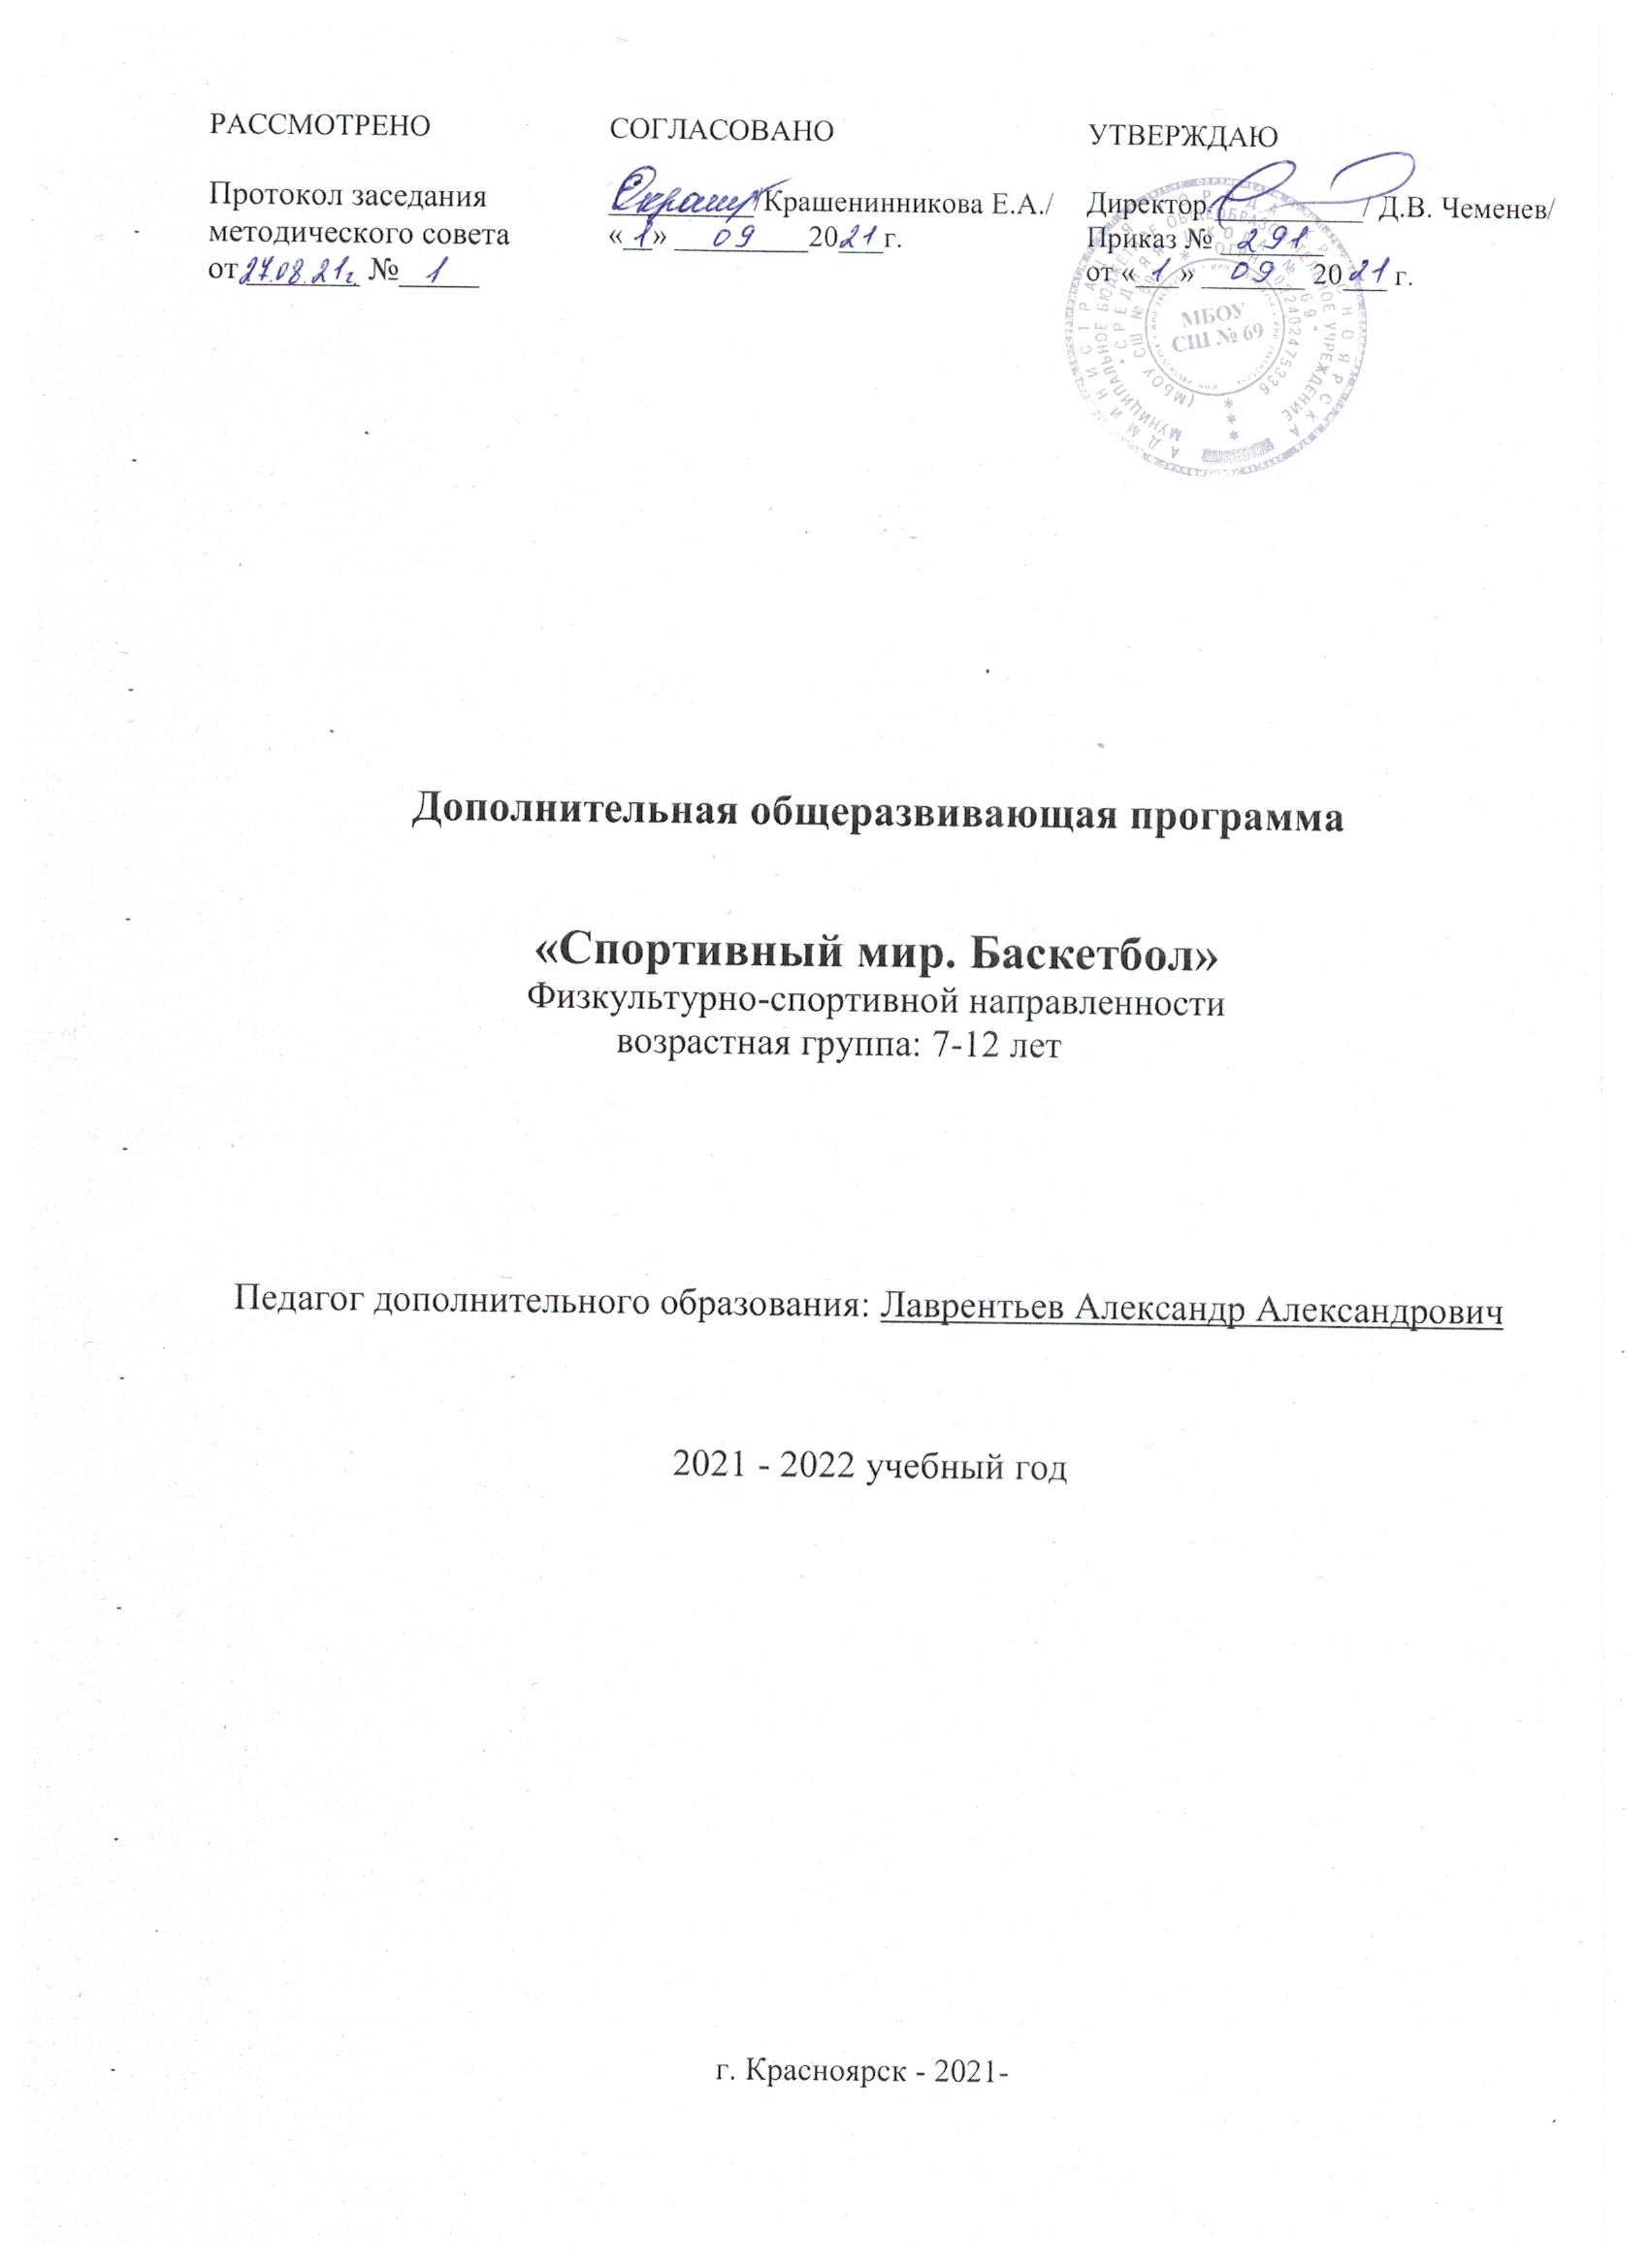 РАССМОТРЕНО
Протокол заседания
методического совета
от 27.08.21г. № 1
СОГЛАСОВАНО
/Крашенинникова Е.А./
«1» 09 2021 г.
УТВЕРЖДАЮ
Директор / Д.В. Чеменев/
Приказ № 291
от «1» 09 2021 г.
МБОУ
СШ № 69
Дополнительная общеразвивающая программа
«Спортивный мир. Баскетбол»
Физкультурно-спортивной направленности
возрастная группа: 7-12 лет
Педагог дополнительного образования: Лаврентьев Александр Александрович
2021 - 2022 учебный год
г. Красноярск - 2021-